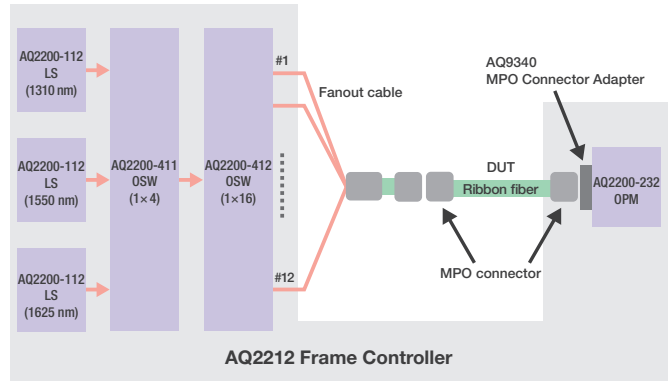 AQ2200-112
LS
(1310 nm)
AQ2200-112
LS
(1550 nm)
AQ2200-112
LS
(1625 nm)
AQ2200-411
OSW
(1×4)
AQ2200-412
OSW
(1×16)
#1
Fanout cable
#12
DUT
Ribbon fiber
MPO connector
AQ9340
MPO Connector Adapter
AQ2200-232
OPM
AQ2212 Frame Controller